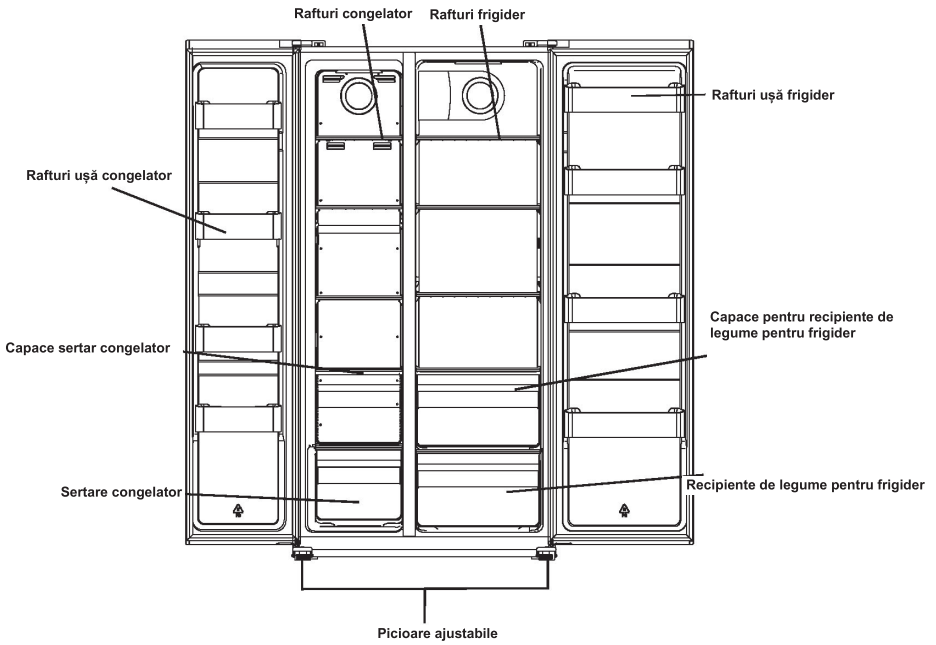 Rafturi congelator
Rafturi frigider
Rafturi ușă frigider
Rafturi ușă congelator
Capace pentru recipiente de
legume pentru frigider
Capace sertar congelator
Recipiente de legume pentru frigider
Sertare congelator
Picioare ajustabile